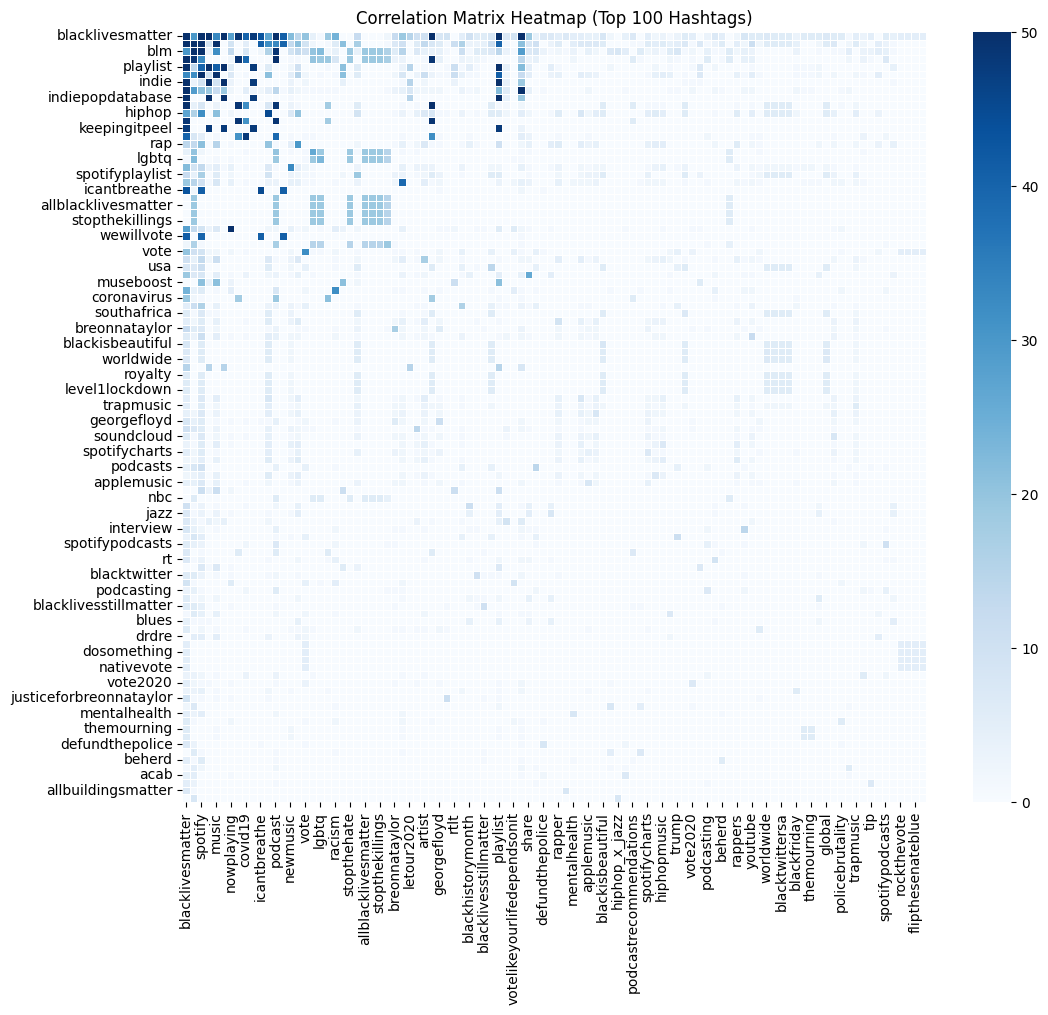 Correlation Matrix Heatmap (Top 100 Hashtags)
blacklivesmatter
blm
playlist
indie
indiepopdatabase
hiphop
keepingitpeel
rap
lgbtq
spotifyplaylist
icantbreathe
allblacklivesmatter
stopthekillings
wewillvote
vote
usa
museboost
coronavirus
southafrica
breonnataylor
blackisbeautiful
worldwide
royalty
level1lockdown
trapmusic
georgefloyd
soundcloud
spotifycharts
podcasts
applemusic
nbc
jazz
interview
spotifypodcasts
rt
blacktwitter
podcasting
blacklivesstillmatter
blues
drdre
dosomething
nativevote
vote2020
justiceforbreonnataylor
mentalhealth
themourning
defundthepolice
beherd
acab
allbuildingsmatter
50
40
30
20
10
0
blacklivesmatter
spotify
music
nowplaying
covid19
icantbreathe
podcast
newmusic
vote
lgbtq
racism
stopthehate
allblacklivesmatter
stopthekillings
breonnataylor
letour2020
artist
georgefloyd
rtlt
blackhistorymonth
blacklivesstillmatter
playlist
votelikeyourlifedependsonit
share
defundthepolice
rapper
mentalhealth
applemusic
blackisbeautiful
hiphop_x_jazz
podcastrecommendations
spotifycharts
hiphopmusic
trump
vote2020
podcasting
beherd
rappers
youtube
worldwide
blacktwittersa
blackfriday
themourning
global
policebrutality
trapmusic
tip
spotifypodcasts
rockthevote
flipthesenateblue